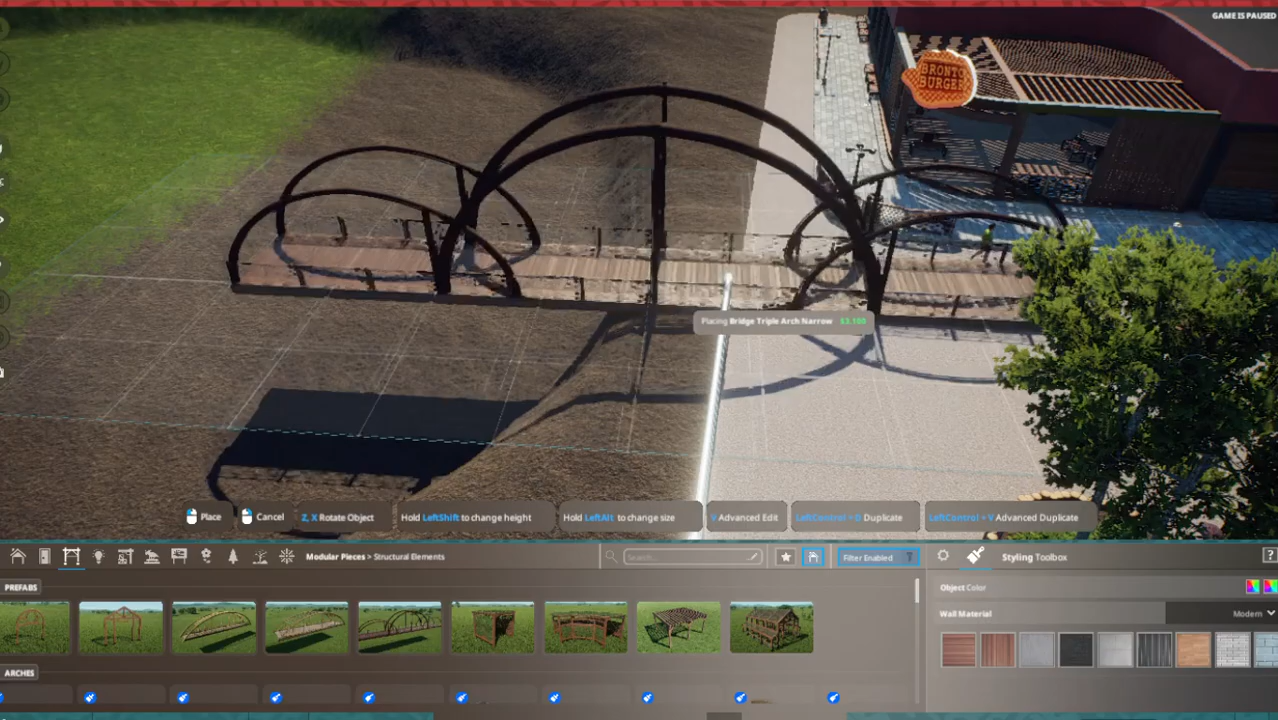 GAME IS PAUSED
BRONTO
BURGER
Placing Bridge Triple Arch Narrow $3,100
Place
Cancel
Z, X Rotate Object
Hold LeftShift to change height
Hold LeftAlt to change size
Advanced Edit
LeftControl + D Duplicate
LeftControl + V Advanced Duplicate
Modular Pieces > Structural Elements
Search...
Filter Enabled
Styling Toolbox
?
PREFABS
Object Color
Wall Material
Modern
ARCHES